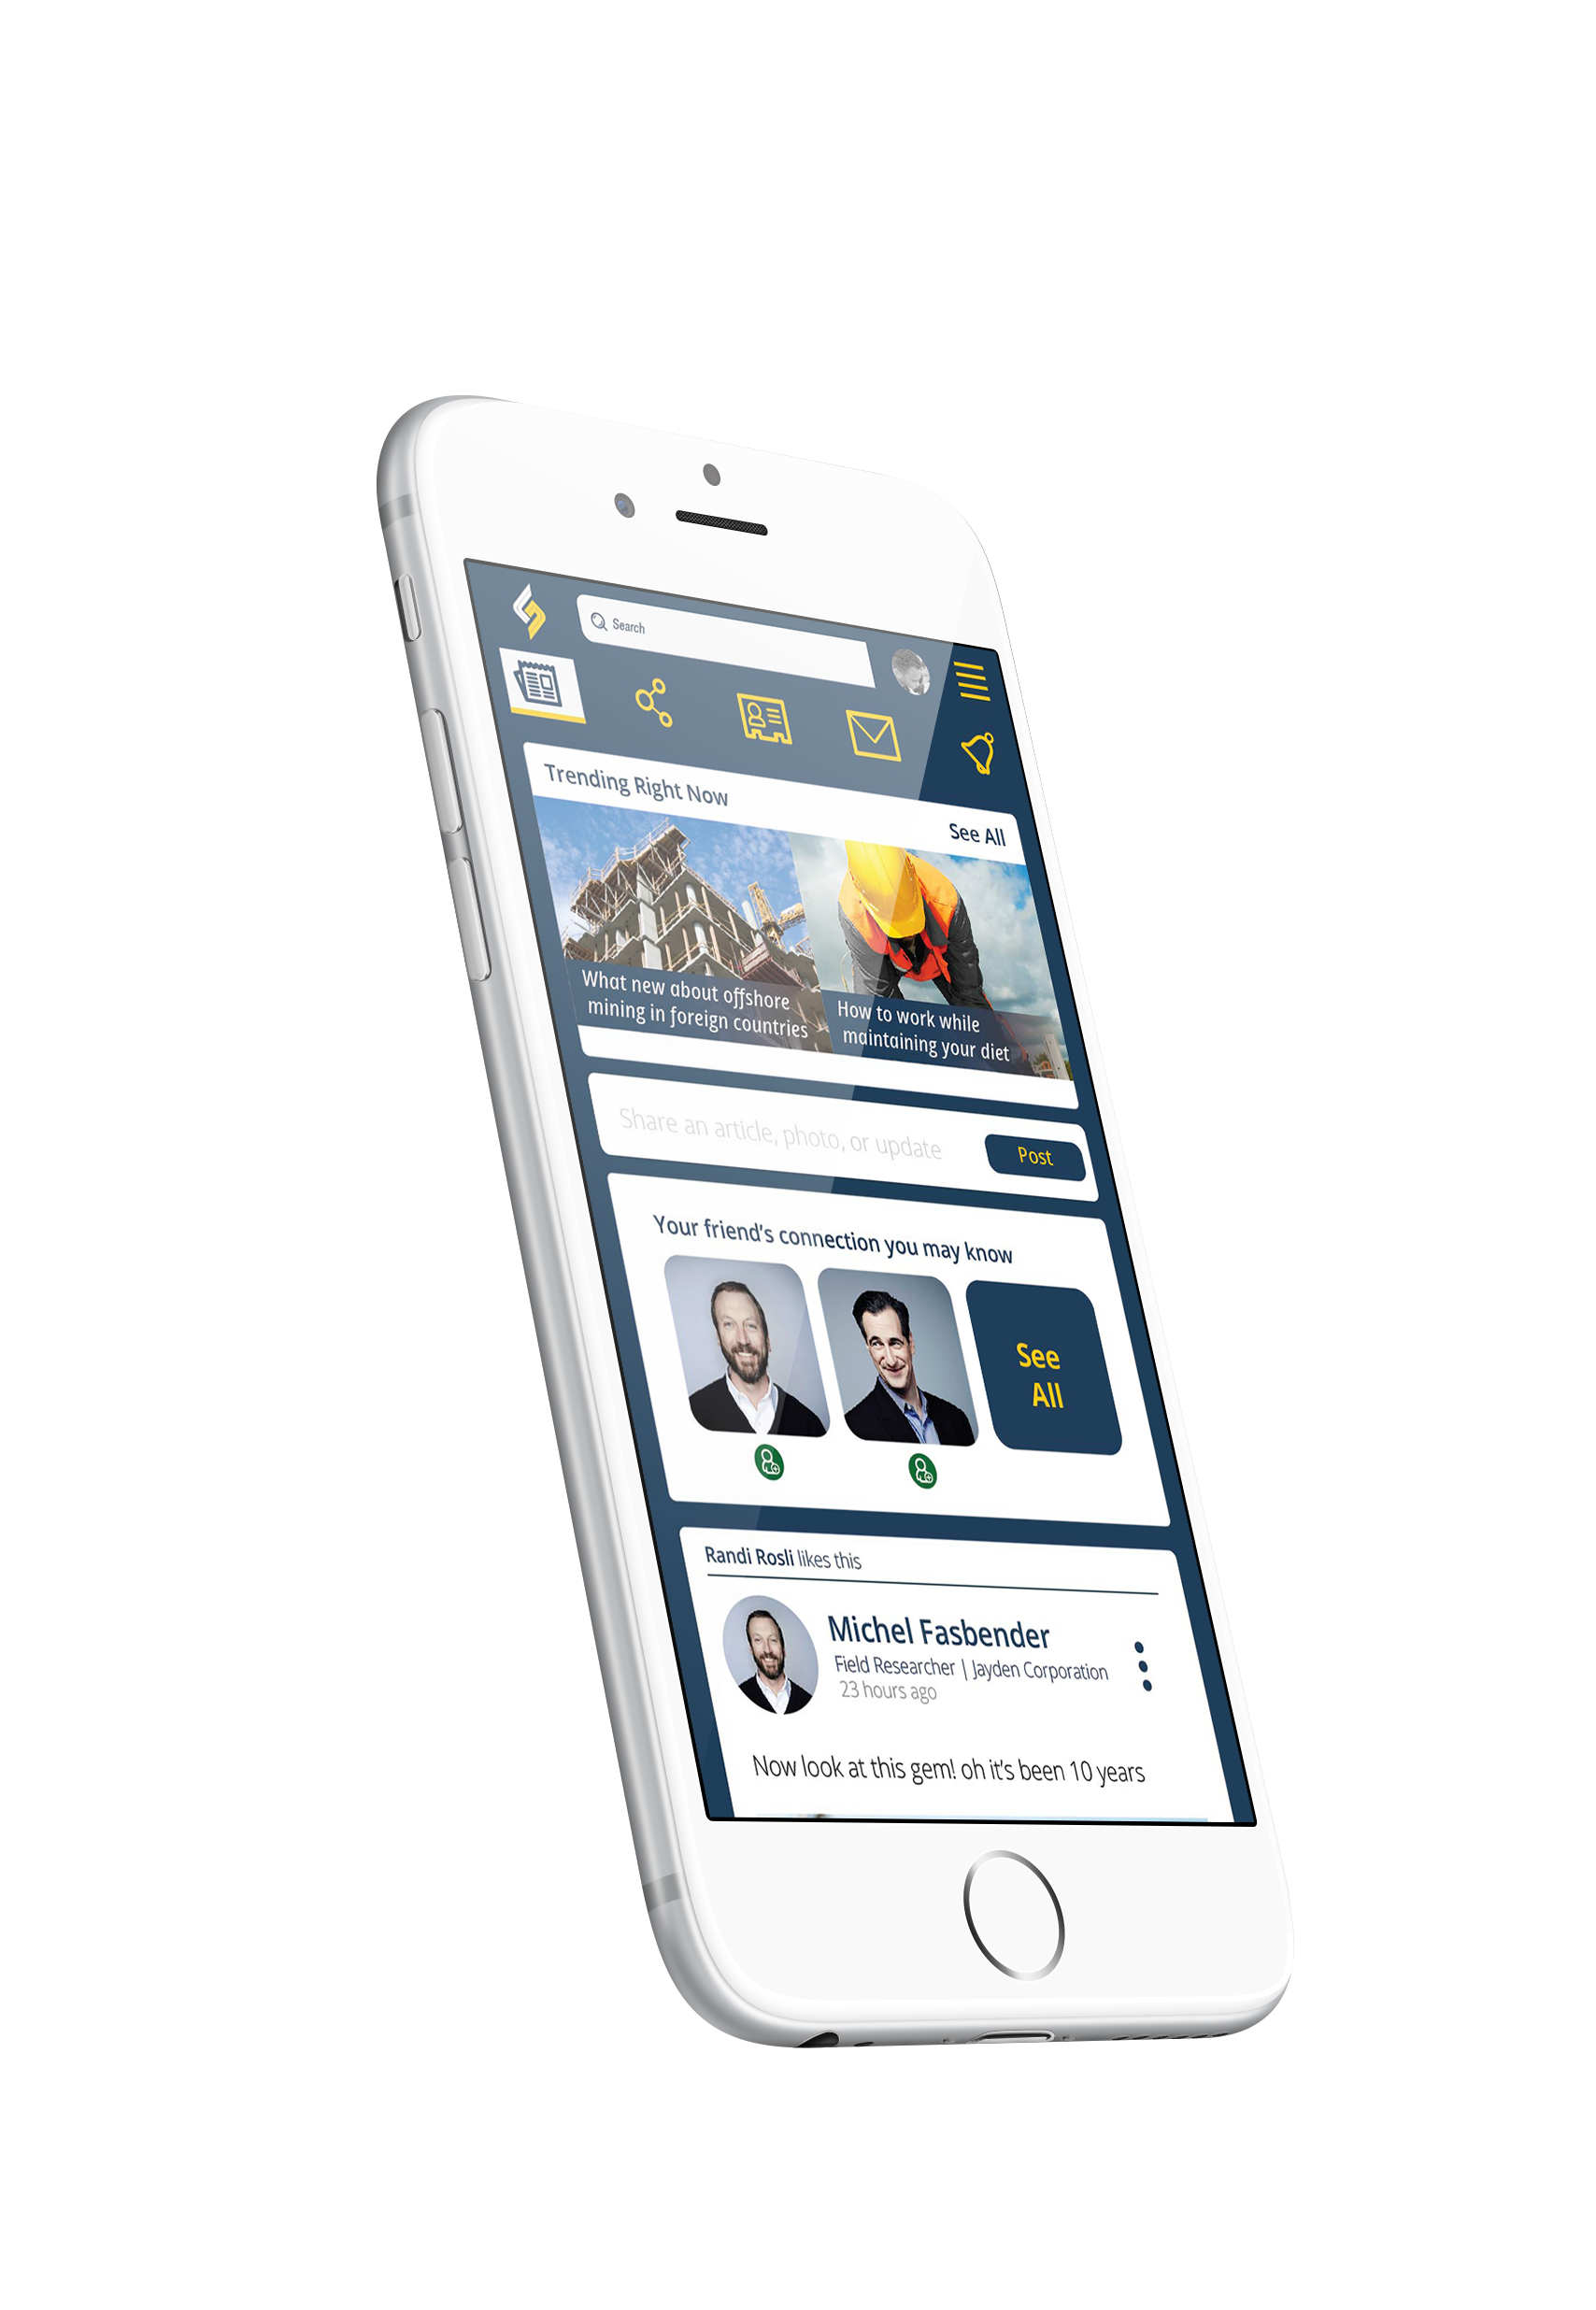 Search
Trending Right Now
See All
What new about offshore
mining in foreign countries
How to work while
maintaining your diet
Share an article, photo, or update
Post
Your friend's connection you may know
See
All
Randi Rosli likes this
Michel Fasbender
Field Researcher | Jayden Corporation
23 hours ago
Now look at this gem! oh it's been 10 years